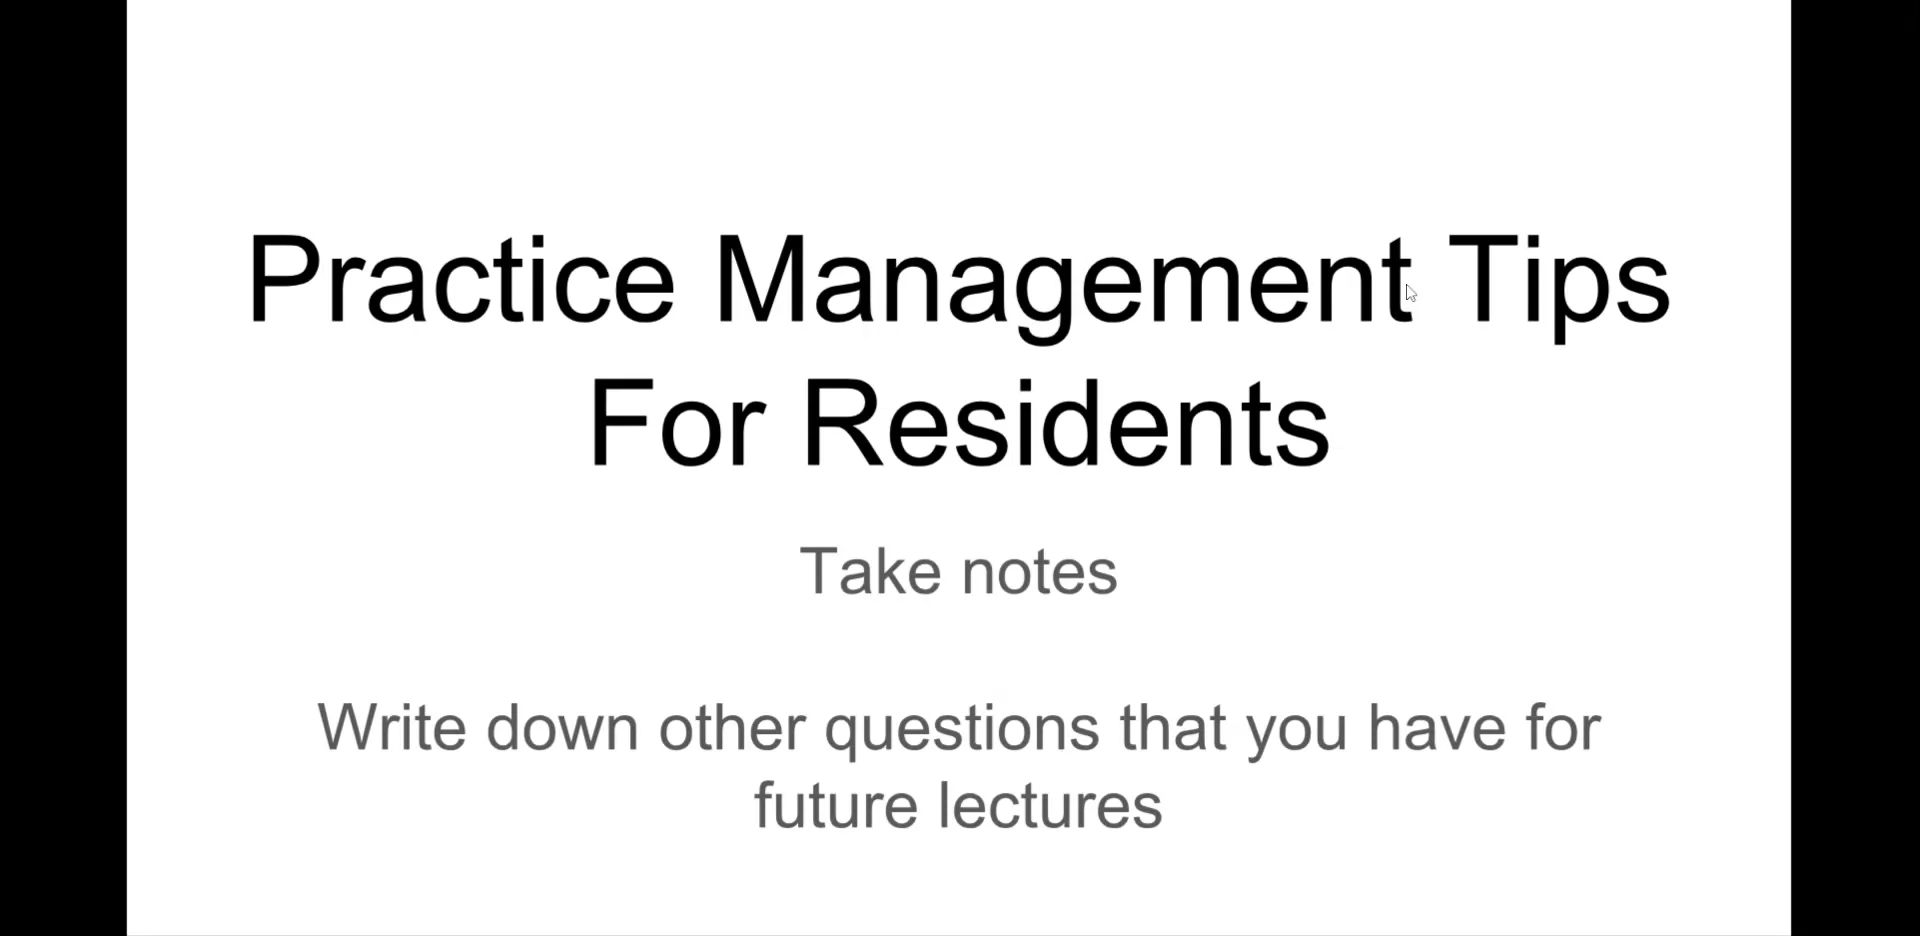 Practice Management Tips
For Residents
Take notes
Write down other questions that you have for
future lectures